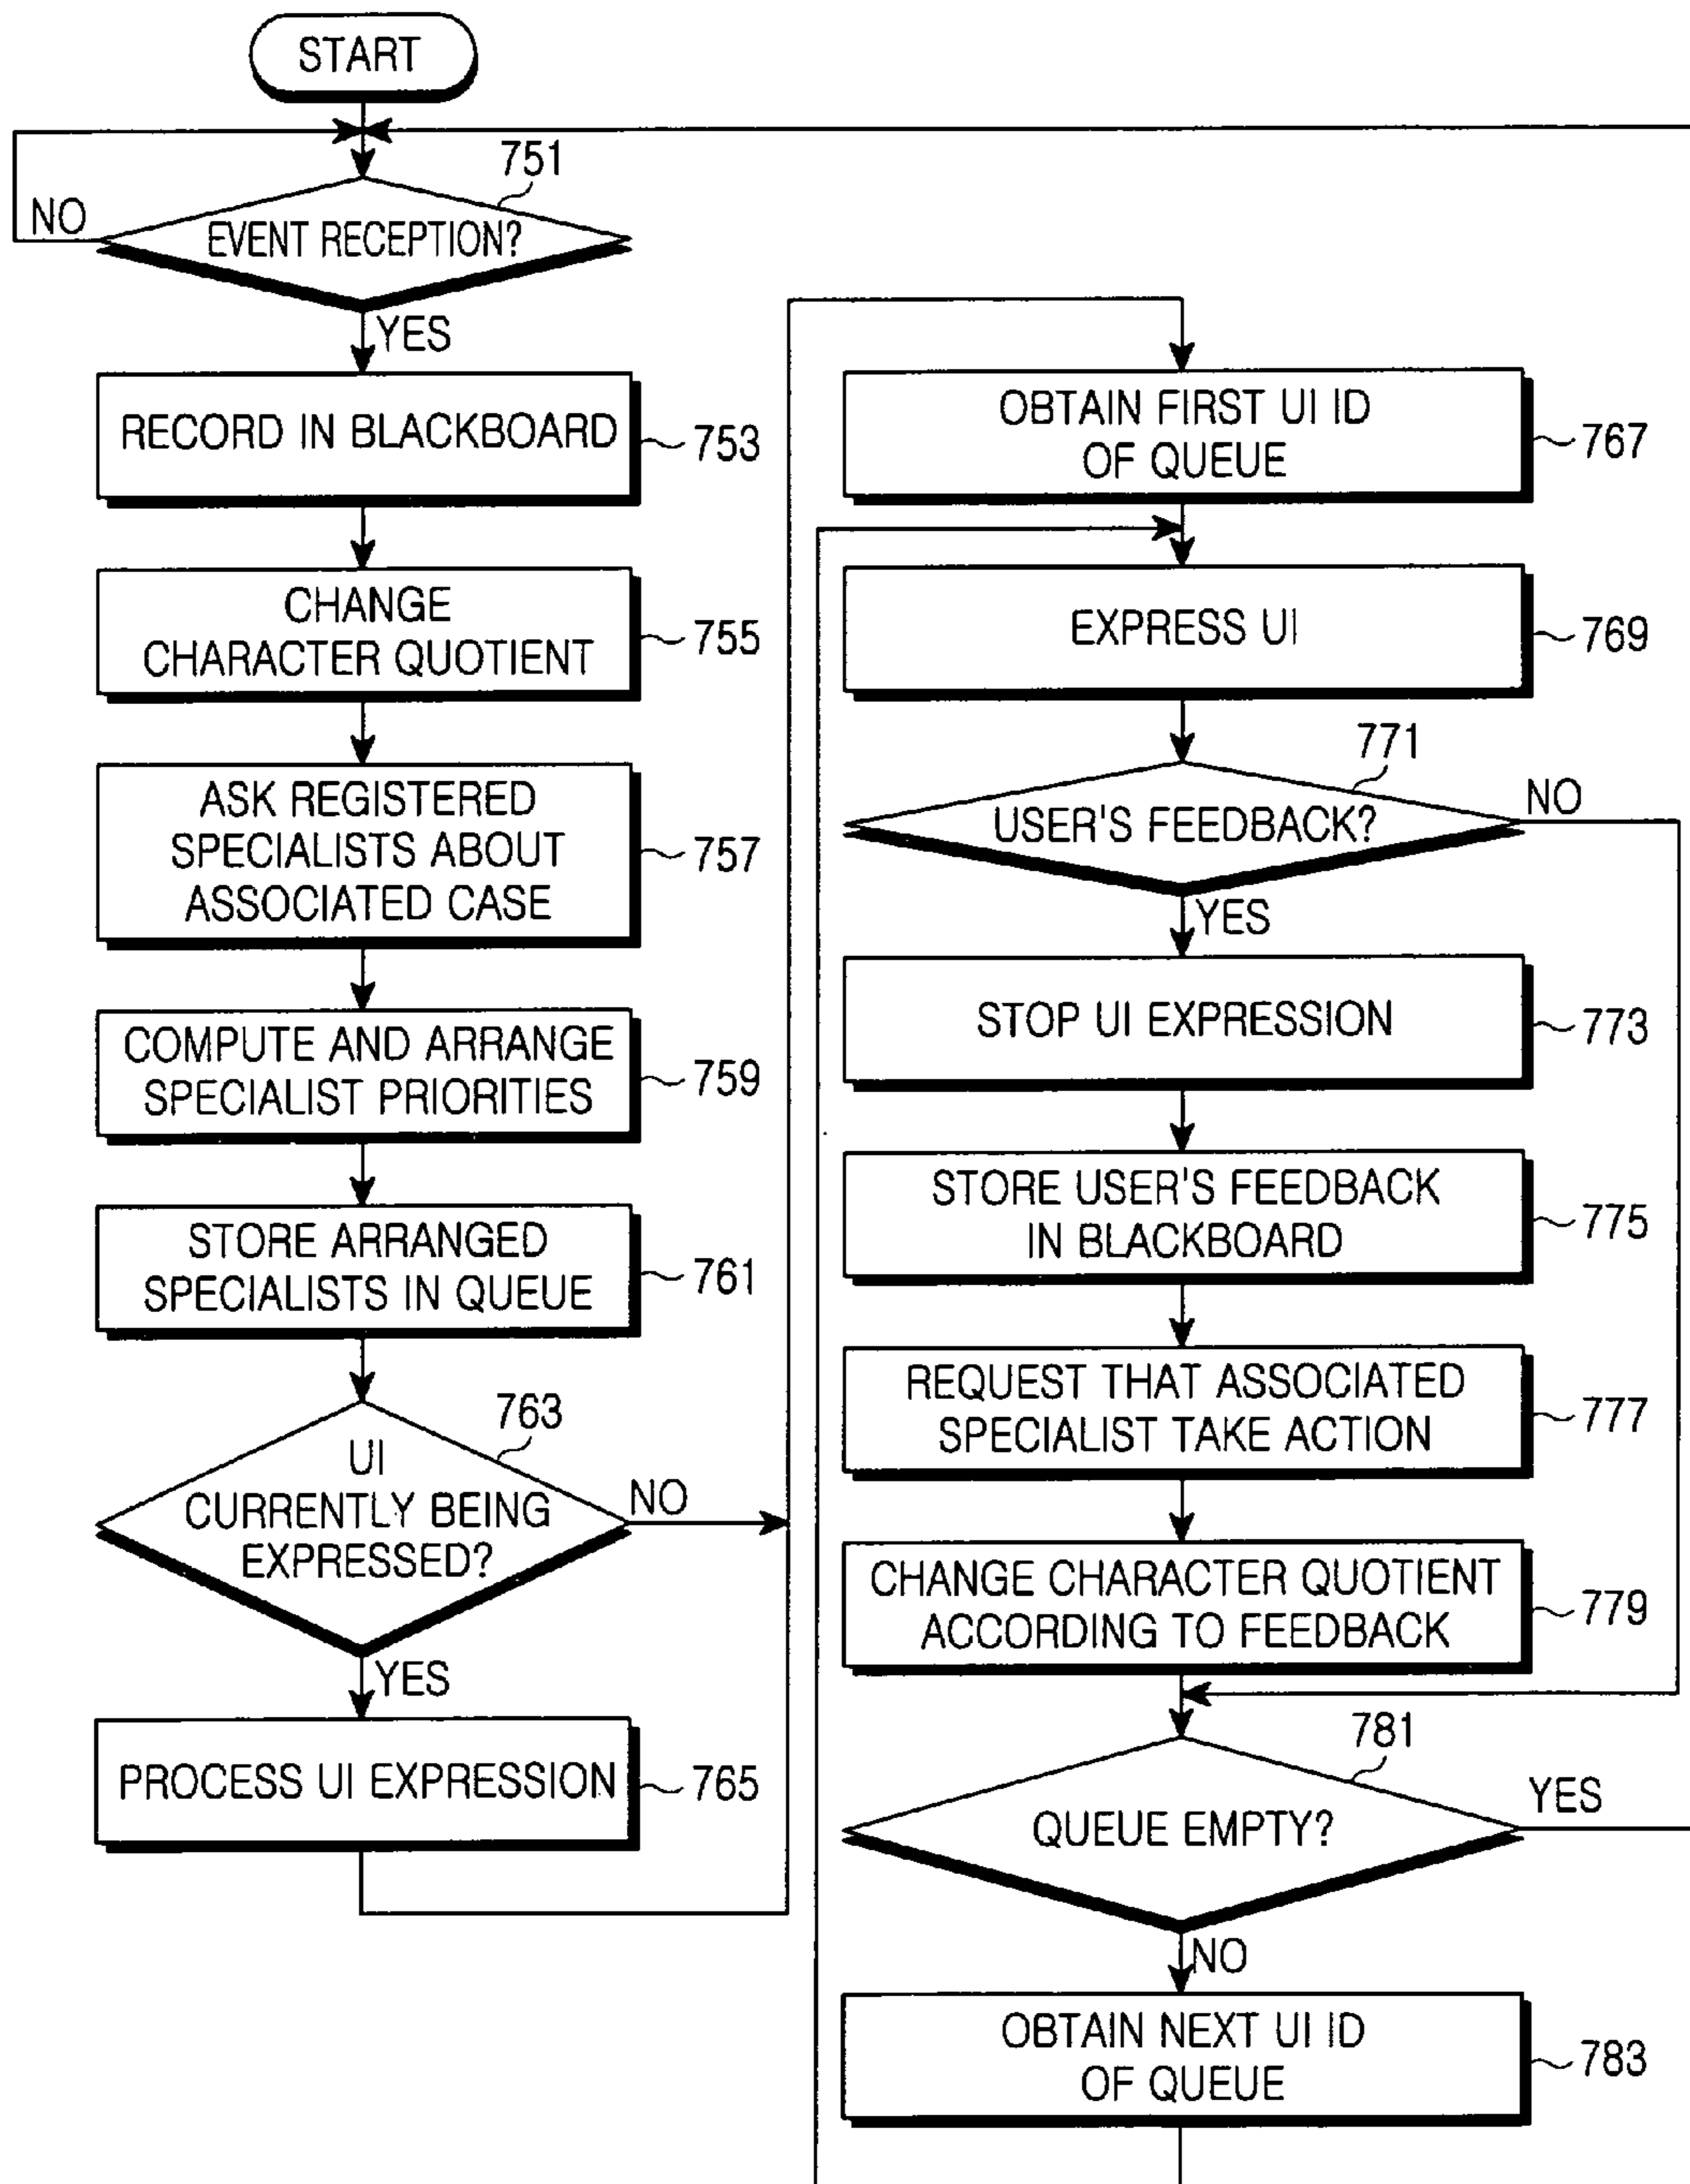 START
751
EVENT RECEPTION?
NO
YES
RECORD IN BLACKBOARD
753
CHANGE
CHARACTER QUOTIENT
755
ASK REGISTERED
SPECIALISTS ABOUT
ASSOCIATED CASE
757
COMPUTE AND ARRANGE
SPECIALIST PRIORITIES
759
STORE ARRANGED
SPECIALISTS IN QUEUE
761
763
UI
CURRENTLY BEING
EXPRESSED?
NO
YES
PROCESS UI EXPRESSION
765
OBTAIN FIRST UI ID
OF QUEUE
767
EXPRESS UI
769
771
USER'S FEEDBACK?
NO
YES
STOP UI EXPRESSION
773
STORE USER'S FEEDBACK
IN BLACKBOARD
775
REQUEST THAT ASSOCIATED
SPECIALIST TAKE ACTION
777
CHANGE CHARACTER QUOTIENT
ACCORDING TO FEEDBACK
779
781
QUEUE EMPTY?
YES
NO
OBTAIN NEXT UI ID
OF QUEUE
783